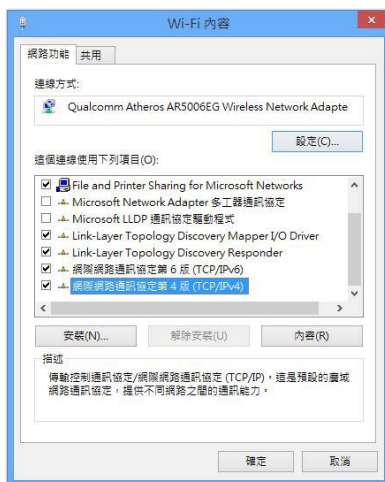 Wi-Fi 內容
網路功能 共用
連線方式:
Qualcomm Atheros AR5006EG Wireless Network Adapte
設定(C)...
這個連線使用下列項目(O):
File and Printer Sharing for Microsoft Networks
Microsoft Network Adapter 多工器通訊協定
Microsoft LLDP 通訊協定驅動程式
Link-Layer Topology Discovery Mapper I/O Driver
Link-Layer Topology Discovery Responder
網際網路通訊協定第 6 版 (TCP/IPv6)
網際網路通訊協定第 4 版 (TCP/IPv4)
安裝(N)... 解除安裝(U) 內容(R)
描述
傳輸控制通訊協定/網際網路通訊協定 (TCP/IP)。這是預設的廣域
網路通訊協定，提供不同網路之間的通訊能力。
確定 取消